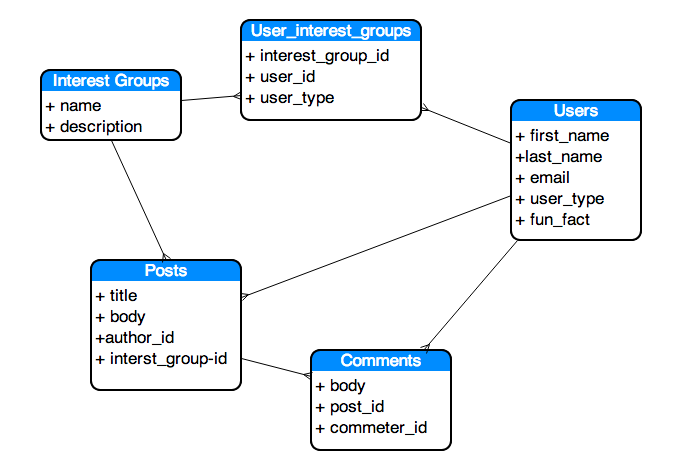 User_interest_groups
+ interest_group_id
+ user_id
+ user_type
Interest Groups
+ name
+ description
Users
+ first_name
+last_name
+ email
+ user_type
+ fun_fact
Posts
+ title
+ body
+author_id
+ interst_group-id
Comments
+ body
+ post_id
+ commeter_id